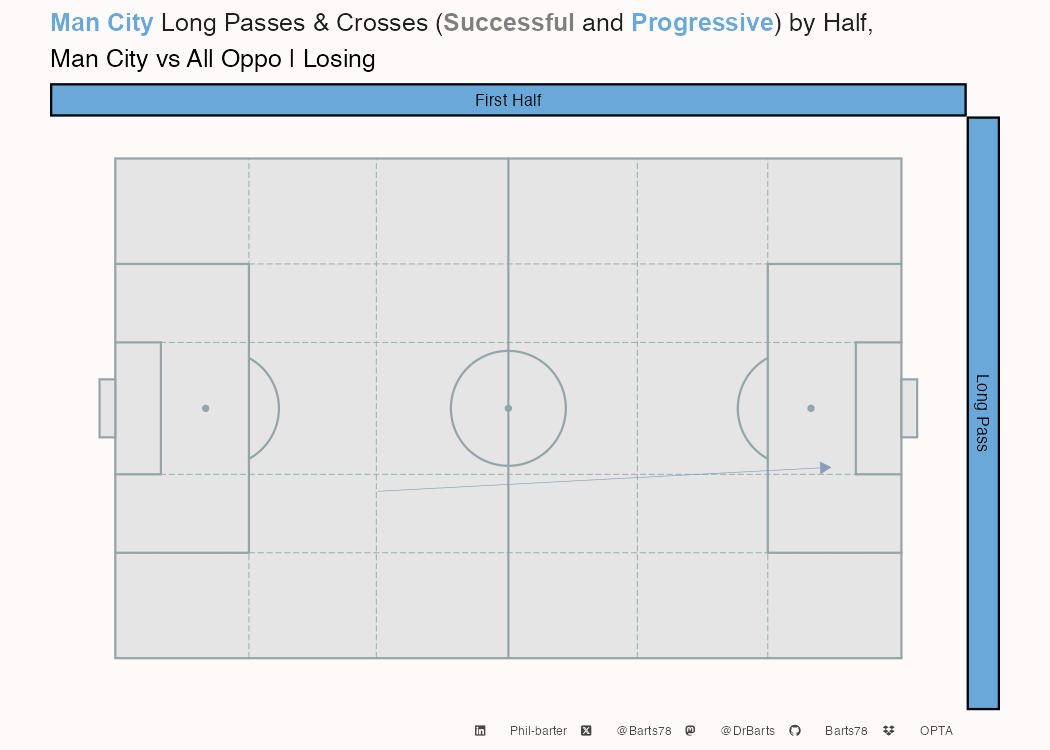 Man City Long Passes & Crosses (Successful and Progressive) by Half,
Man City vs All Oppo | Losing
First Half
Long Pass
Phil-barter @Barts78 @DrBarts Barts78 OPTA